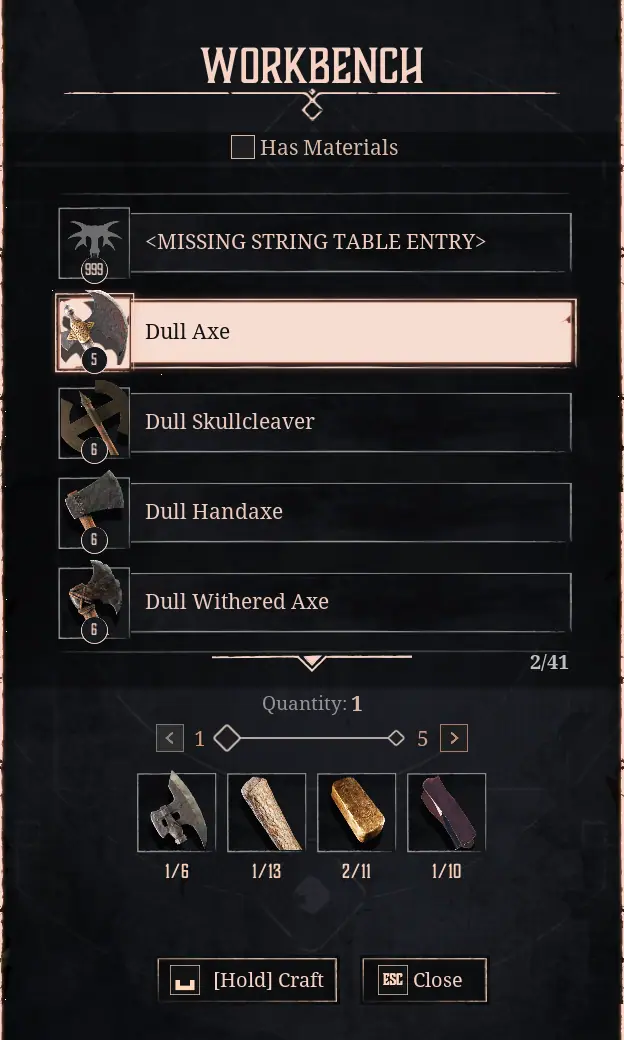 WORKBENCH
Has Materials
999
<MISSING STRING TABLE ENTRY>
5
Dull Axe
6
Dull Skullcleaver
6
Dull Handaxe
6
Dull Withered Axe
2/41
Quantity: 1
< 1 5 >
1/6 1/13 2/11 1/10
[Hold] Craft ESC Close